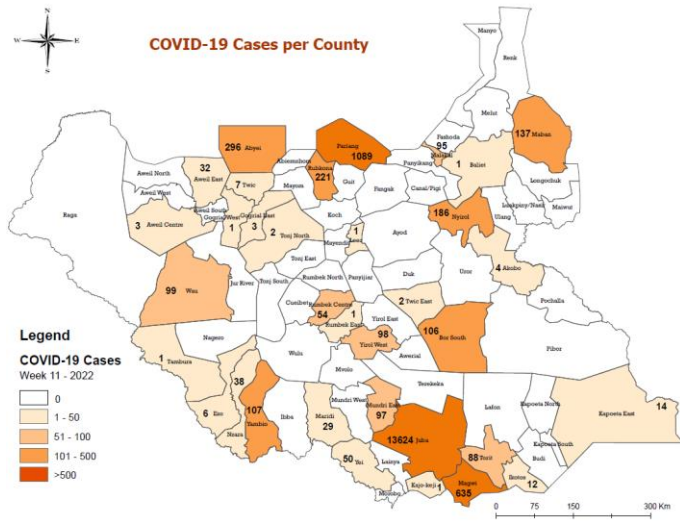 COVID-19 Cases per County
N
W
E
S
Manyo
Renk
Melut
Fashoda
95
Malakal
137 Maban
1
Baliet
Longochuk
Maiwut
Ulang
186 Nyirol
Panyikang
Canal/Pigi
Fangak
Pariang
1089
296 Abyei
Abiemnhom
Rubkona
221
Guit
Mayom
Koch
32
Aweil East
7 Twic
Aweil North
Aweil West
Aweil South
Raga
3 Aweil Centre
Gogrial West
1
Gogrial East
3
2
Tonj North
Mayendit
1
Leer
Ayod
4 Akobo
Tonj East
Rumbek North
Panyijiar
Duk
Uror
Pochalla
99 Wau
Jur River
Tonj South
Cueibet
Rumbek Centre
54
1
Rumbek East
Yirol East
2 Twic East
98
Yirol West
Awerial
106
Bor South
Pibor
1
Tambura
Nagero
Wulu
Mvolo
38
6 Ezo
Nzara
107
Yambio
Ibba
Maridi
29
Mundri West
Mundri East
97
Terekeka
13624 Juba
Lafon
Kapoeta North
Kapoeta East
14
Kapoeta South
Budi
88 Torit
Ikotos
12
50
Yei
Lainya
Morobo
Kajo-keji
1
Magwi
635
Legend
COVID-19 Cases
Week 11 - 2022
0
1 - 50
51 - 100
101 - 500
>500
0 75 150 300 Km